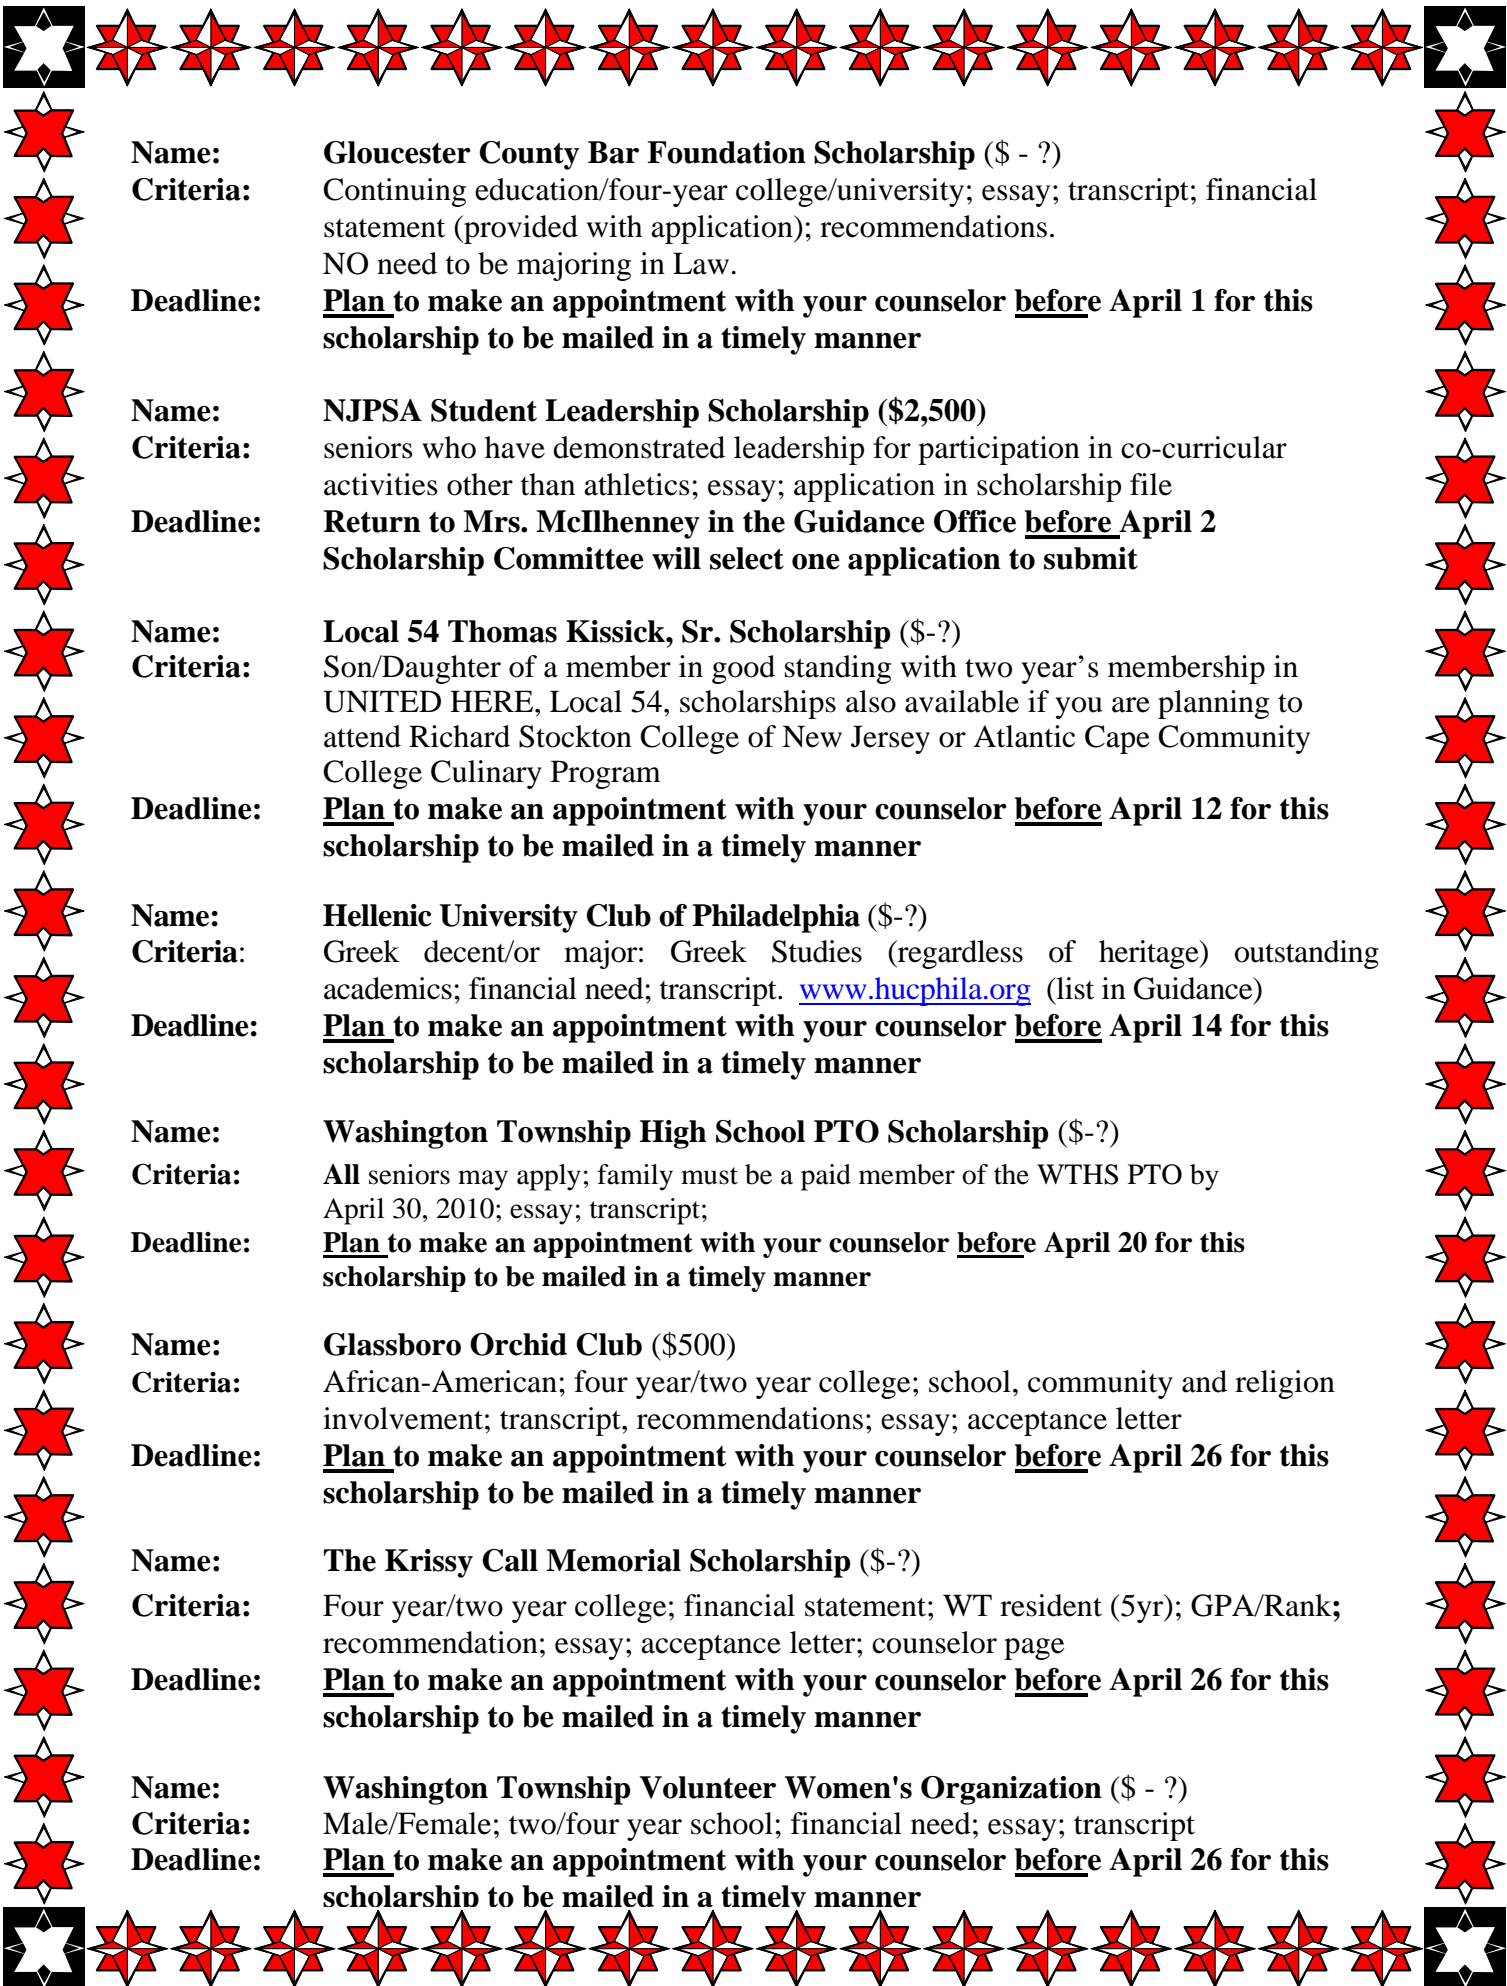 Name: Gloucester County Bar Foundation Scholarship ($ - ?)
Criteria: Continuing education/four-year college/university; essay; transcript; financial
statement (provided with application); recommendations.
NO need to be majoring in Law.
Deadline: Plan to make an appointment with your counselor before April 1 for this
scholarship to be mailed in a timely manner
Name: NJPSA Student Leadership Scholarship ($2,500)
Criteria: seniors who have demonstrated leadership for participation in co-curricular
activities other than athletics; essay; application in scholarship file
Deadline: Return to Mrs. McIlhenney in the Guidance Office before April 2
Scholarship Committee will select one application to submit
Name: Local 54 Thomas Kissick, Sr. Scholarship ($-?)
Criteria: Son/Daughter of a member in good standing with two year’s membership in
UNITED HERE, Local 54, scholarships also available if you are planning to
attend Richard Stockton College of New Jersey or Atlantic Cape Community
College Culinary Program
Deadline: Plan to make an appointment with your counselor before April 12 for this
scholarship to be mailed in a timely manner
Name: Hellenic University Club of Philadelphia ($-?)
Criteria: Greek decent/or major: Greek Studies (regardless of heritage) outstanding
academics; financial need; transcript. www.hucphila.org (list in Guidance)
Deadline: Plan to make an appointment with your counselor before April 14 for this
scholarship to be mailed in a timely manner
Name: Washington Township High School PTO Scholarship ($-?)
Criteria: All seniors may apply; family must be a paid member of the WTHS PTO by
April 30, 2010; essay; transcript;
Deadline: Plan to make an appointment with your counselor before April 20 for this
scholarship to be mailed in a timely manner
Name: Glassboro Orchid Club ($500)
Criteria: African-American; four year/two year college; school, community and religion
involvement; transcript, recommendations; essay; acceptance letter
Deadline: Plan to make an appointment with your counselor before April 26 for this
scholarship to be mailed in a timely manner
Name: The Krissy Call Memorial Scholarship ($-?)
Criteria: Four year/two year college; financial statement; WT resident (5yr); GPA/Rank;
recommendation; essay; acceptance letter; counselor page
Deadline: Plan to make an appointment with your counselor before April 26 for this
scholarship to be mailed in a timely manner
Name: Washington Township Volunteer Women's Organization ($ - ?)
Criteria: Male/Female; two/four year school; financial need; essay; transcript
Deadline: Plan to make an appointment with your counselor before April 26 for this
scholarship to be mailed in a timely manner